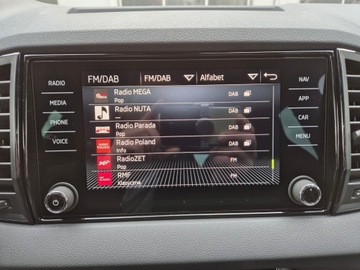 RADIO
MEDIA
PHONE
VOICE
FM/DAB FM/DAB Alfabet
Radio MEGA DAB
Pop
Radio NUTA DAB
---
Radio Parada DAB
Pop
Radio Poland DAB
Info
RadioZET FM
Pop
RMF FM
Klasyczna
NAV
APP
CAR
MENU